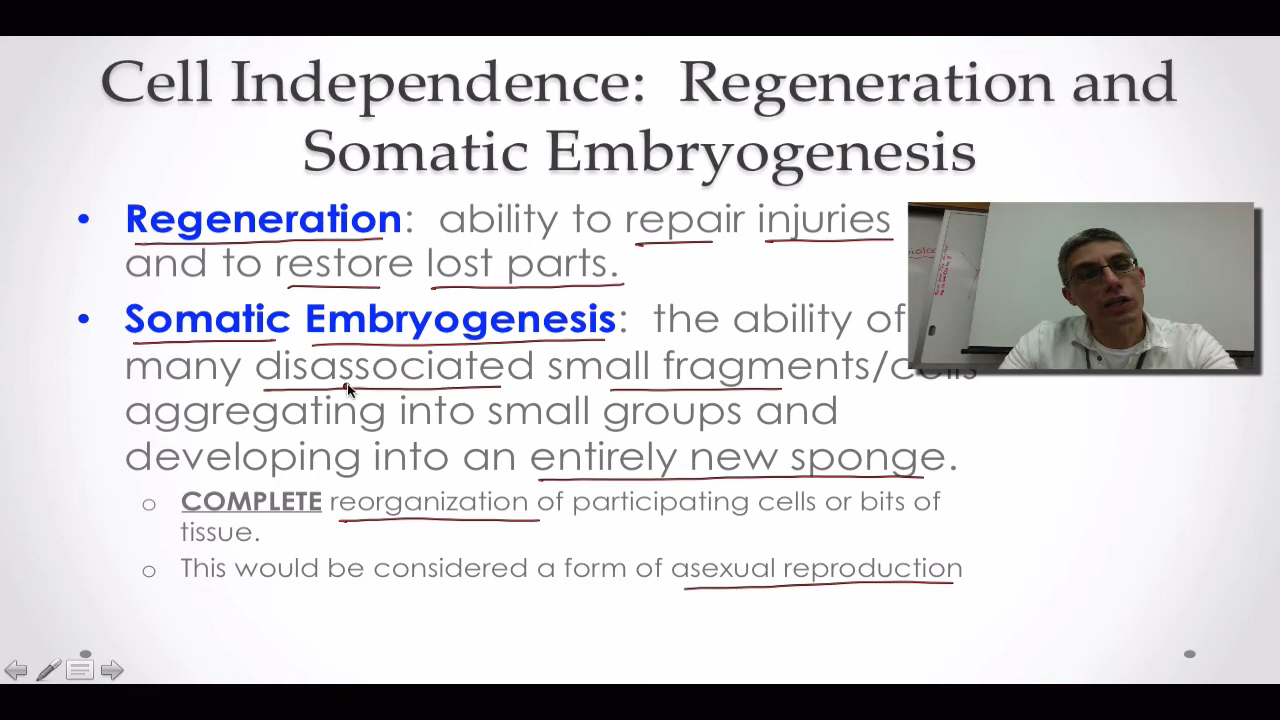 Cell Independence: Regeneration and
Somatic Embryogenesis
• Regeneration: ability to repair injuries
and to restore lost parts.
• Somatic Embryogenesis: the ability of
many disassociated small fragments/cells
aggregating into small groups and
developing into an entirely new sponge.
o COMPLETE reorganization of participating cells or bits of
tissue.
o This would be considered a form of asexual reproduction